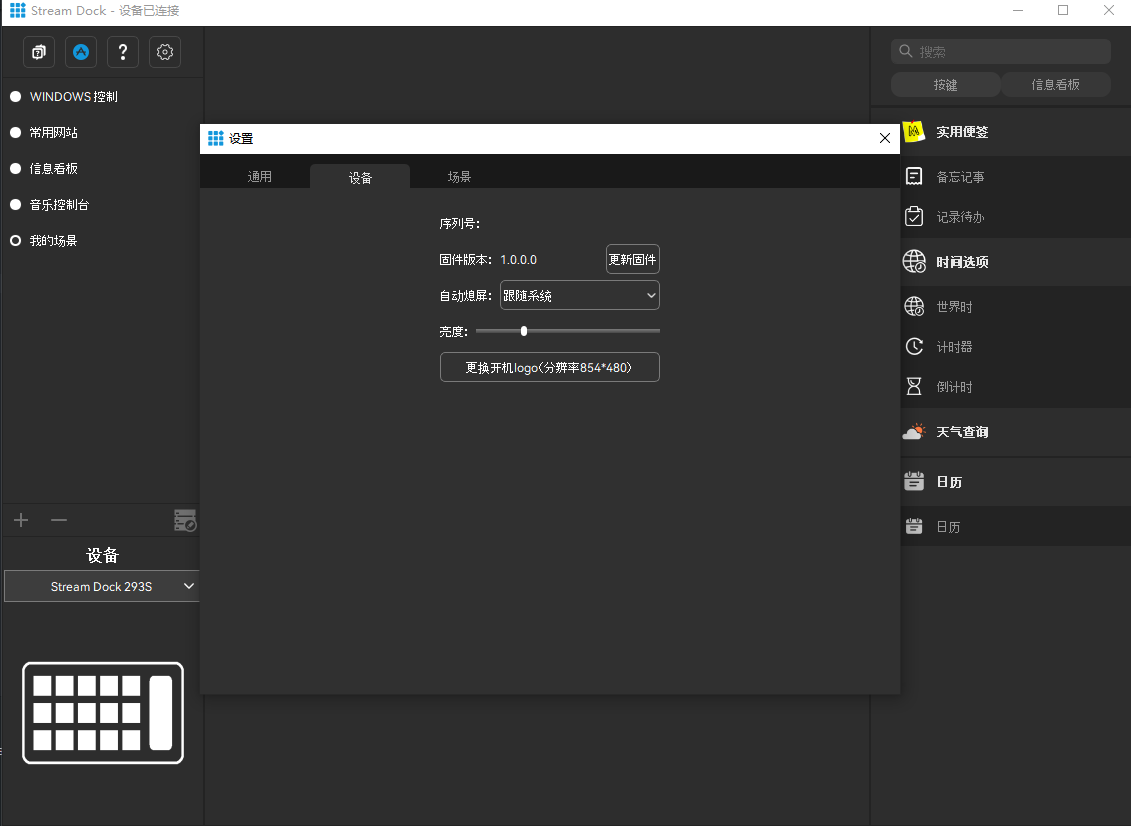 Stream Dock - 设备已连接
WINDOWS 控制
常用网站
信息看板
音乐控制台
我的场景
设备
Stream Dock 293S
设置
通用
设备
场景
序列号:
固件版本: 1.0.0.0
更新固件
自动熄屏: 跟随系统
亮度:
更换开机logo(分辨率854*480)
搜索
按键
信息看板
实用便签
备忘记事
记录待办
时间选项
世界时
计时器
倒计时
天气查询
日历
日历